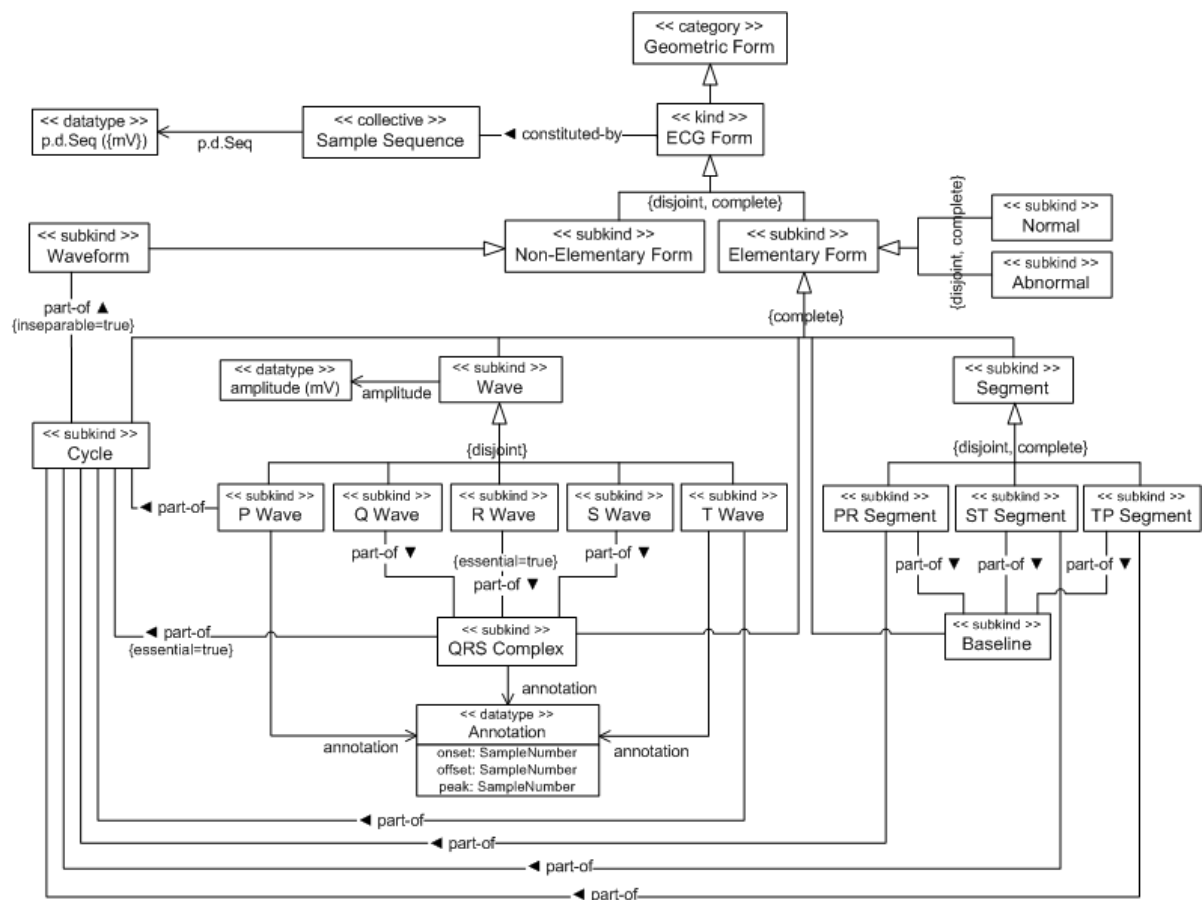 << category >>
Geometric Form
<< datatype >>
p.d.Seq ({mV})
p.d.Seq
<< collective >>
Sample Sequence
◄ constituted-by
<< kind >>
ECG Form
{disjoint, complete}
<< subkind >>
Waveform
<< subkind >>
Non-Elementary Form
<< subkind >>
Elementary Form
{disjoint, complete}
<< subkind >>
Normal
<< subkind >>
Abnormal
part-of ▲
{inseparable=true}
{complete}
<< datatype >>
amplitude (mV)
amplitude
<< subkind >>
Wave
<< subkind >>
Segment
<< subkind >>
Cycle
{disjoint}
{disjoint, complete}
◄ part-of
<< subkind >>
P Wave
<< subkind >>
Q Wave
<< subkind >>
R Wave
<< subkind >>
S Wave
<< subkind >>
T Wave
<< subkind >>
PR Segment
<< subkind >>
ST Segment
<< subkind >>
TP Segment
part-of ▼
{essential=true}
part-of ▼
part-of ▼
part-of ▼
part-of ▼
part-of ▼
◄ part-of
{essential=true}
<< subkind >>
QRS Complex
<< subkind >>
Baseline
annotation
<< datatype >>
Annotation
onset: SampleNumber
offset: SampleNumber
peak: SampleNumber
annotation
annotation
◄ part-of
◄ part-of
◄ part-of
◄ part-of